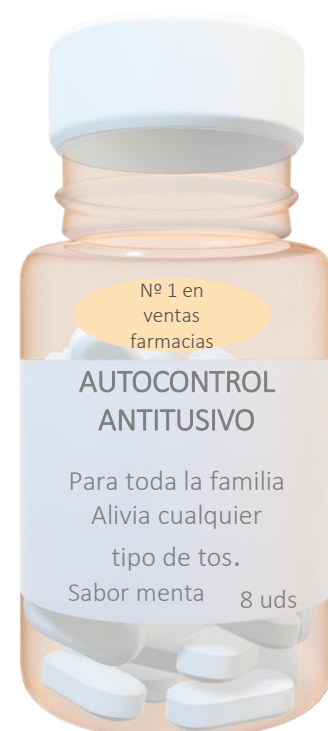 Nº 1 en
ventas
farmacias
AUTOCONTROL
ANTITUSIVO
Para toda la familia
Alivia cualquier
tipo de tos.
Sabor menta 8 uds